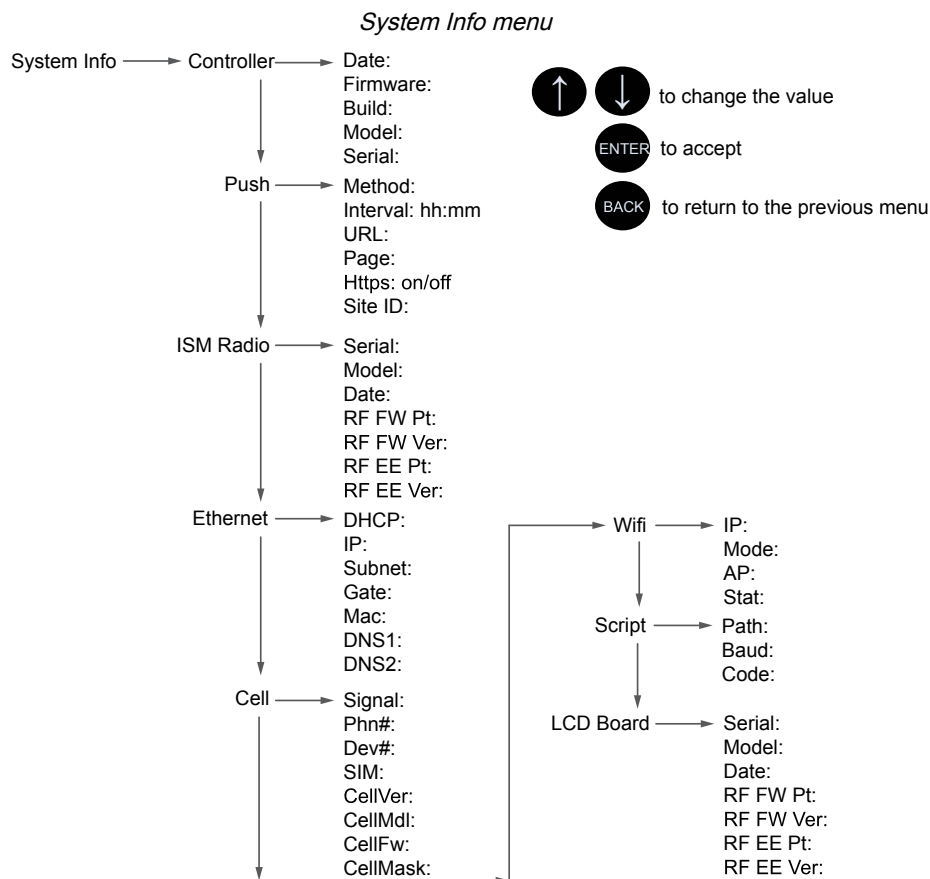 System Info menu
System Info
Controller
Date:
Firmware:
Build:
Model:
Serial:
↑ ↓ to change the value
ENTER to accept
BACK to return to the previous menu
Push
Method:
Interval: hh:mm
URL:
Page:
Https: on/off
Site ID:
ISM Radio
Serial:
Model:
Date:
RF FW Pt:
RF FW Ver:
RF EE Pt:
RF EE Ver:
Ethernet
DHCP:
IP:
Subnet:
Gate:
Mac:
DNS1:
DNS2:
Cell
Signal:
Phn#:
Dev#:
SIM:
CellVer:
CellMdl:
CellFw:
CellMask:
Wifi
IP:
Mode:
AP:
Stat:
Script
Path:
Baud:
Code:
LCD Board
Serial:
Model:
Date:
RF FW Pt:
RF FW Ver:
RF EE Pt:
RF EE Ver: